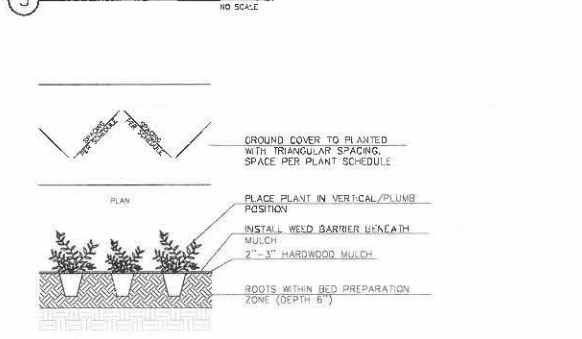 NO SCALE
SPACING
PER SCHEDULE
SPACING
PER SCHEDULE
GROUND COVER TO PLANTED
WITH TRIANGULAR SPACING,
SPACE PER PLANT SCHEDULE
PLAN
PLACE PLANT IN VERTICAL/PLUMB
POSITION
INSTALL WEED BARRIER BENEATH
MULCH
2"-3" HARDWOOD MULCH
ROOTS WITHIN BED PREPARATION
ZONE (DEPTH 6")